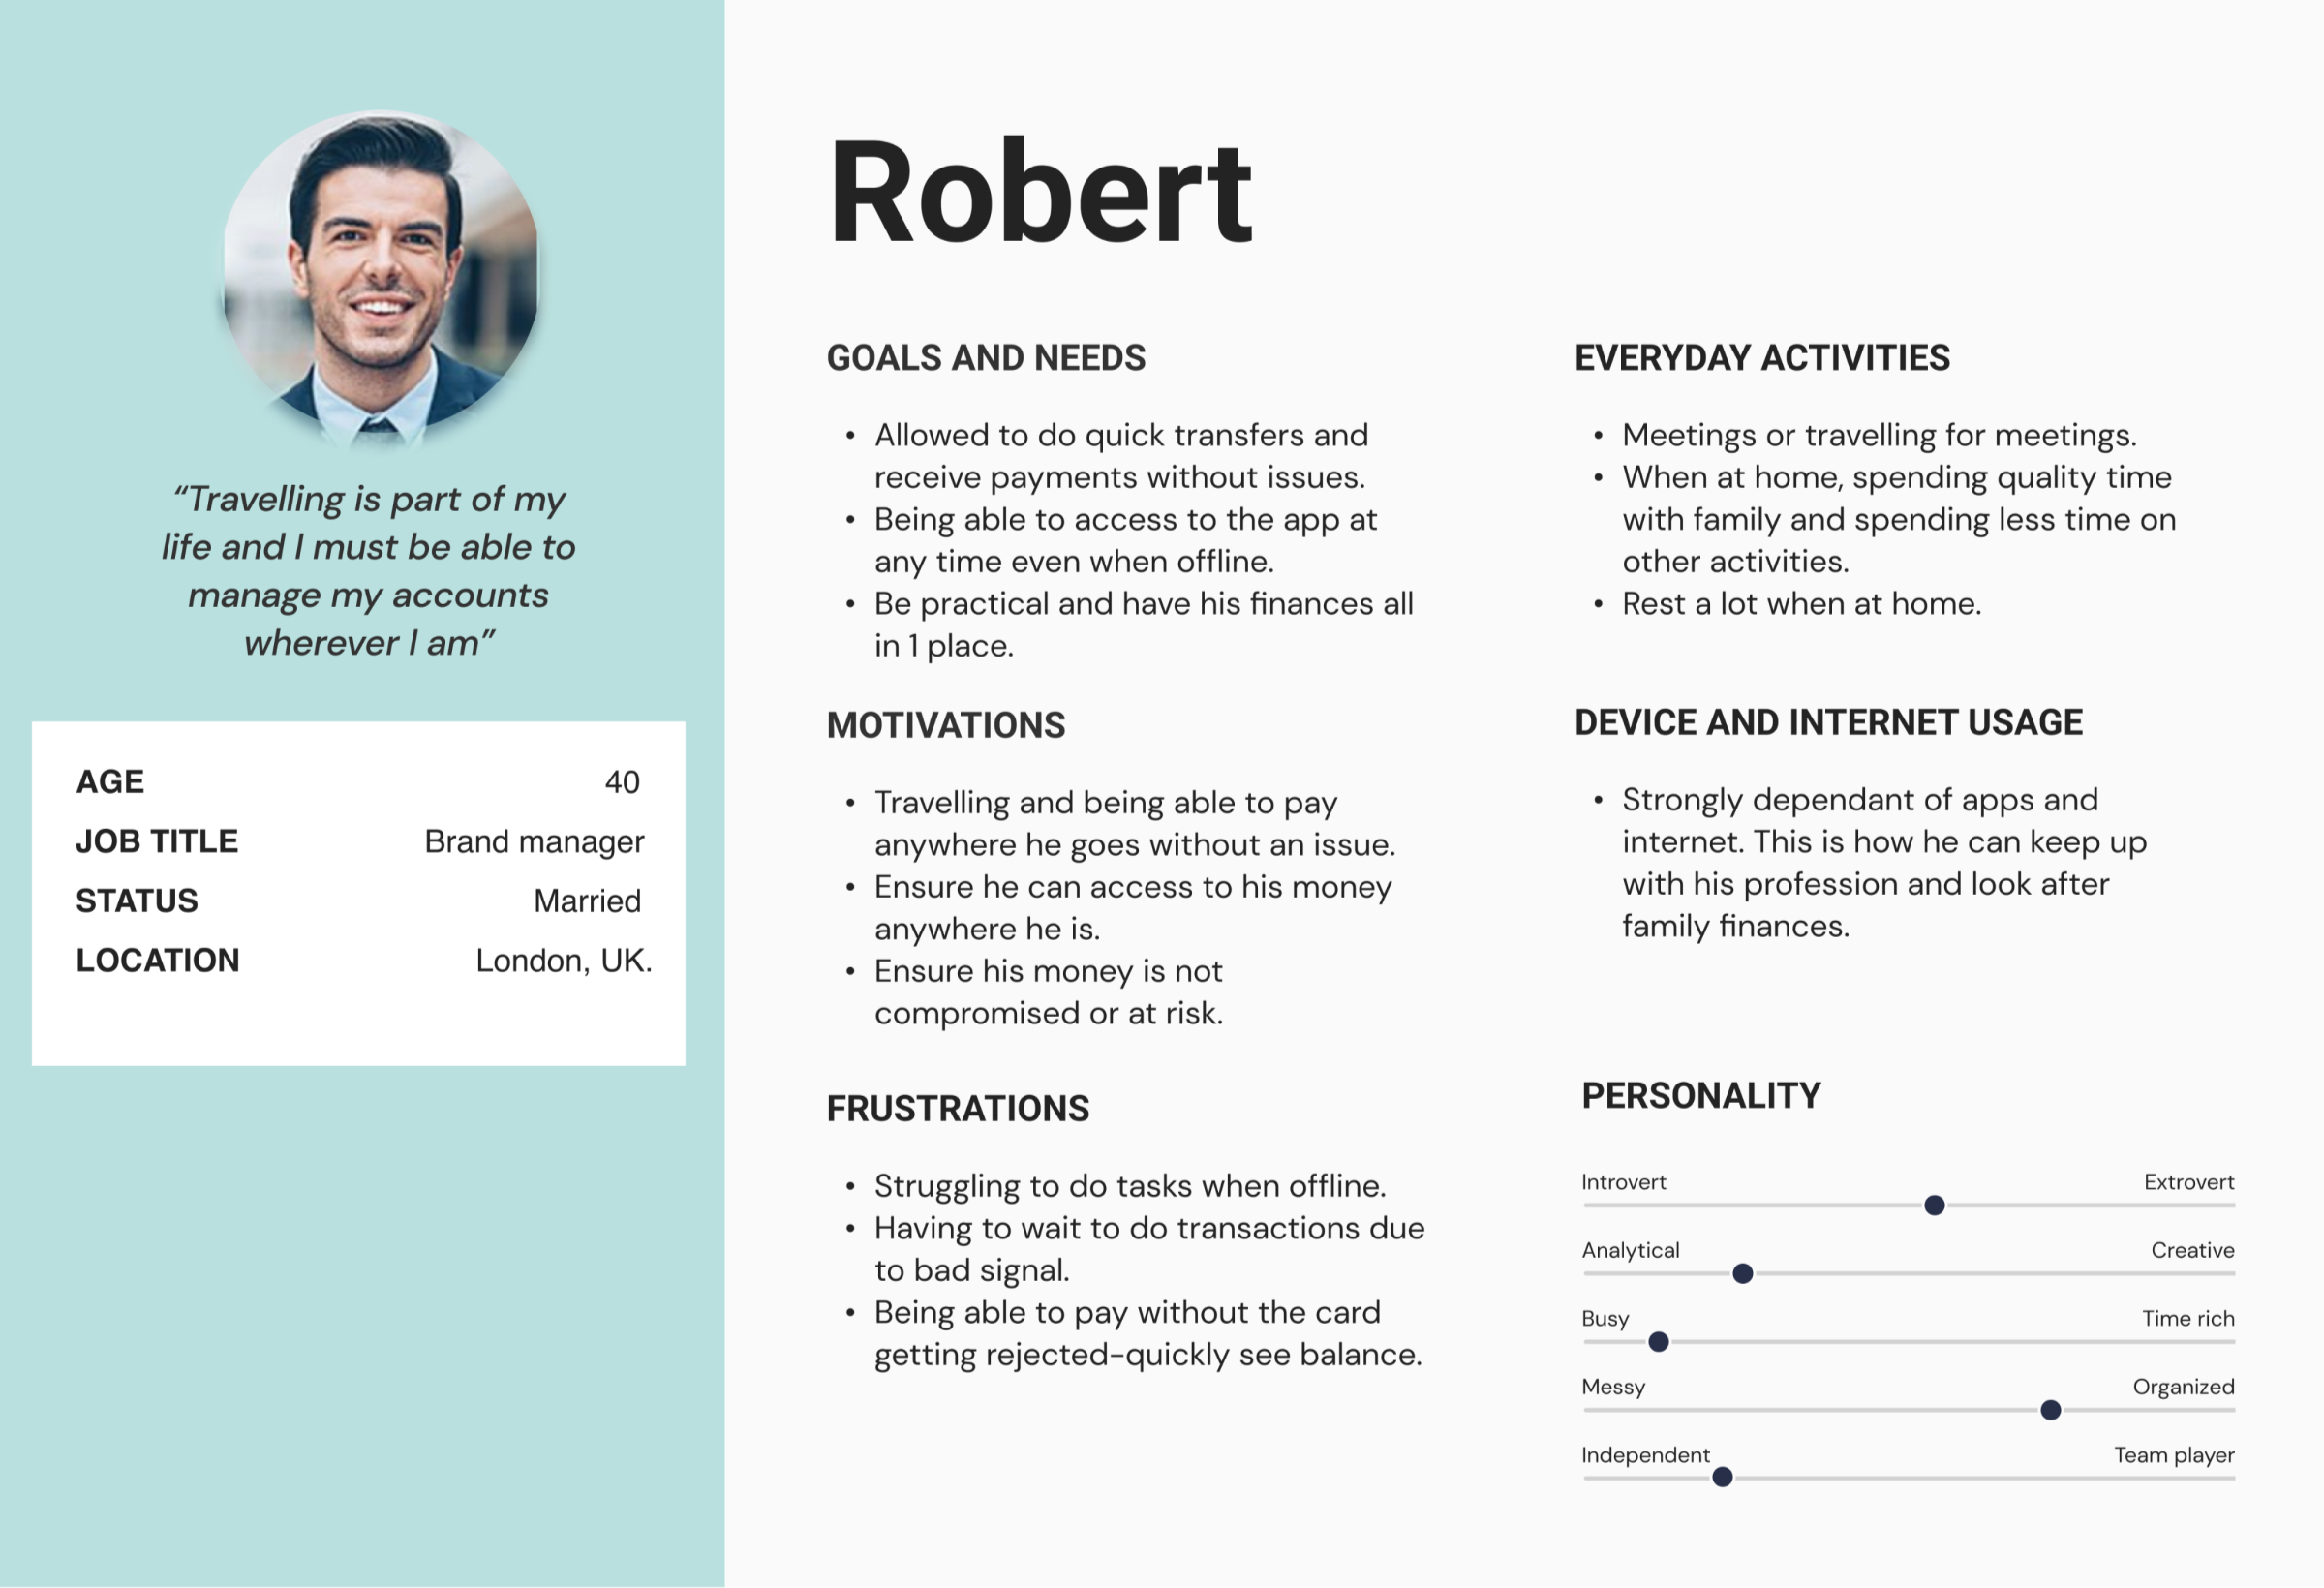 “Travelling is part of my
life and I must be able to
manage my accounts
wherever I am”
AGE 40
JOB TITLE Brand manager
STATUS Married
LOCATION London, UK.
Robert
GOALS AND NEEDS
• Allowed to do quick transfers and
receive payments without issues.
• Being able to access to the app at
any time even when offline.
• Be practical and have his finances all
in 1 place.
MOTIVATIONS
• Travelling and being able to pay
anywhere he goes without an issue.
• Ensure he can access to his money
anywhere he is.
• Ensure his money is not
compromised or at risk.
FRUSTRATIONS
• Struggling to do tasks when offline.
• Having to wait to do transactions due
to bad signal.
• Being able to pay without the card
getting rejected-quickly see balance.
EVERYDAY ACTIVITIES
• Meetings or travelling for meetings.
• When at home, spending quality time
with family and spending less time on
other activities.
• Rest a lot when at home.
DEVICE AND INTERNET USAGE
• Strongly dependant of apps and
internet. This is how he can keep up
with his profession and look after
family finances.
PERSONALITY
Introvert Extrovert
Analytical Creative
Busy Time rich
Messy Organized
Independent Team player